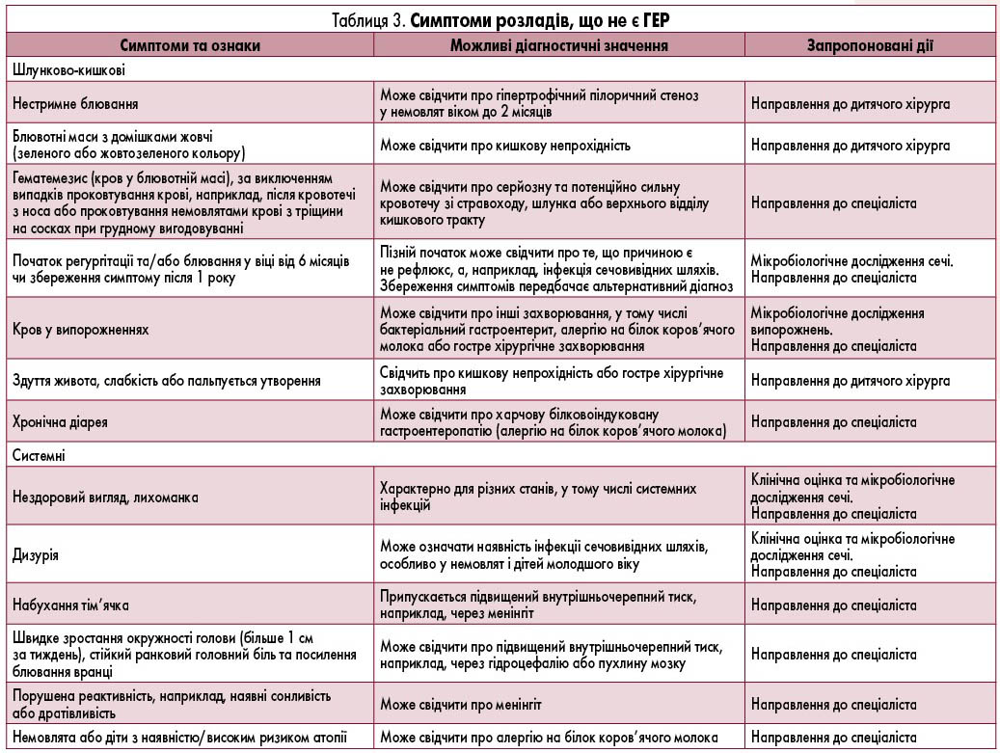 Таблиця 3. Симптоми розладів, що не є ГЕР
Симптоми та ознаки
Можливі діагностичні значення
Запропоновані дії
Шлунково-кишкові
Нестримне блювання
Може свідчити про гіпертрофічний пілоричний стеноз
у немовлят віком до 2 місяців
Направлення до дитячого хірурга
Блювотні маси з домішками жовчі
(зеленого або жовтозеленого кольору)
Може свідчити про кишкову непрохідність
Направлення до дитячого хірурга
Гематемезис (кров у блювотній масі), за виключенням
випадків проковтування крові, наприклад, після кровотечі
з носа або проковтування немовлятами крові з тріщини
на сосках при грудному вигодовуванні
Може свідчити про серйозну та потенційно сильну
кровотечу зі стравоходу, шлунка або верхнього відділу
кишкового тракту
Направлення до спеціаліста
Початок регургітації та/або блювання у віці від 6 місяців
чи збереження симптому після 1 року
Пізній початок може свідчити про те, що причиною є
не рефлюкс, а, наприклад, інфекція сечовивідних шляхів.
Збереження симптомів передбачає альтернативний діагноз
Мікробіологічне дослідження сечі.
Направлення до спеціаліста
Кров у випорожненнях
Може свідчити про інші захворювання, у тому числі
бактеріальний гастроентерит, алергію на білок коров’ячого
молока або гостре хірургічне захворювання
Мікробіологічне дослідження
випорожнень.
Направлення до спеціаліста
Здуття живота, слабкість або пальпується утворення
Свідчить про кишкову непрохідність або гостре хірургічне
захворювання
Направлення до дитячого хірурга
Хронічна діарея
Може свідчити про харчову білковоіндуковану
гастроентеропатію (алергію на білок коров’ячого молока)
Направлення до спеціаліста
Системні
Нездоровий вигляд, лихоманка
Характерно для різних станів, у тому числі системних
інфекцій
Клінічна оцінка та мікробіологічне
дослідження сечі.
Направлення до спеціаліста
Дизурія
Може означати наявність інфекції сечовивідних шляхів,
особливо у немовлят і дітей молодшого віку
Клінічна оцінка та мікробіологічне
дослідження сечі.
Направлення до спеціаліста
Набухання тім’ячка
Припускається підвищений внутрішньочерепний тиск,
наприклад, через менінгіт
Направлення до спеціаліста
Швидке зростання окружності голови (більше 1 см
за тиждень), стійкий ранковий головний біль та посилення
блювання вранці
Може свідчити про підвищений внутрішньочерепний тиск,
наприклад, через гідроцефалію або пухлину мозку
Направлення до спеціаліста
Порушена реактивність, наприклад, наявні сонливість
або дратівливість
Може свідчити про менінгіт
Направлення до спеціаліста
Немовлята або діти з наявністю/високим ризиком атопії
Може свідчити про алергію на білок коров’ячого молока
Направлення до спеціаліста